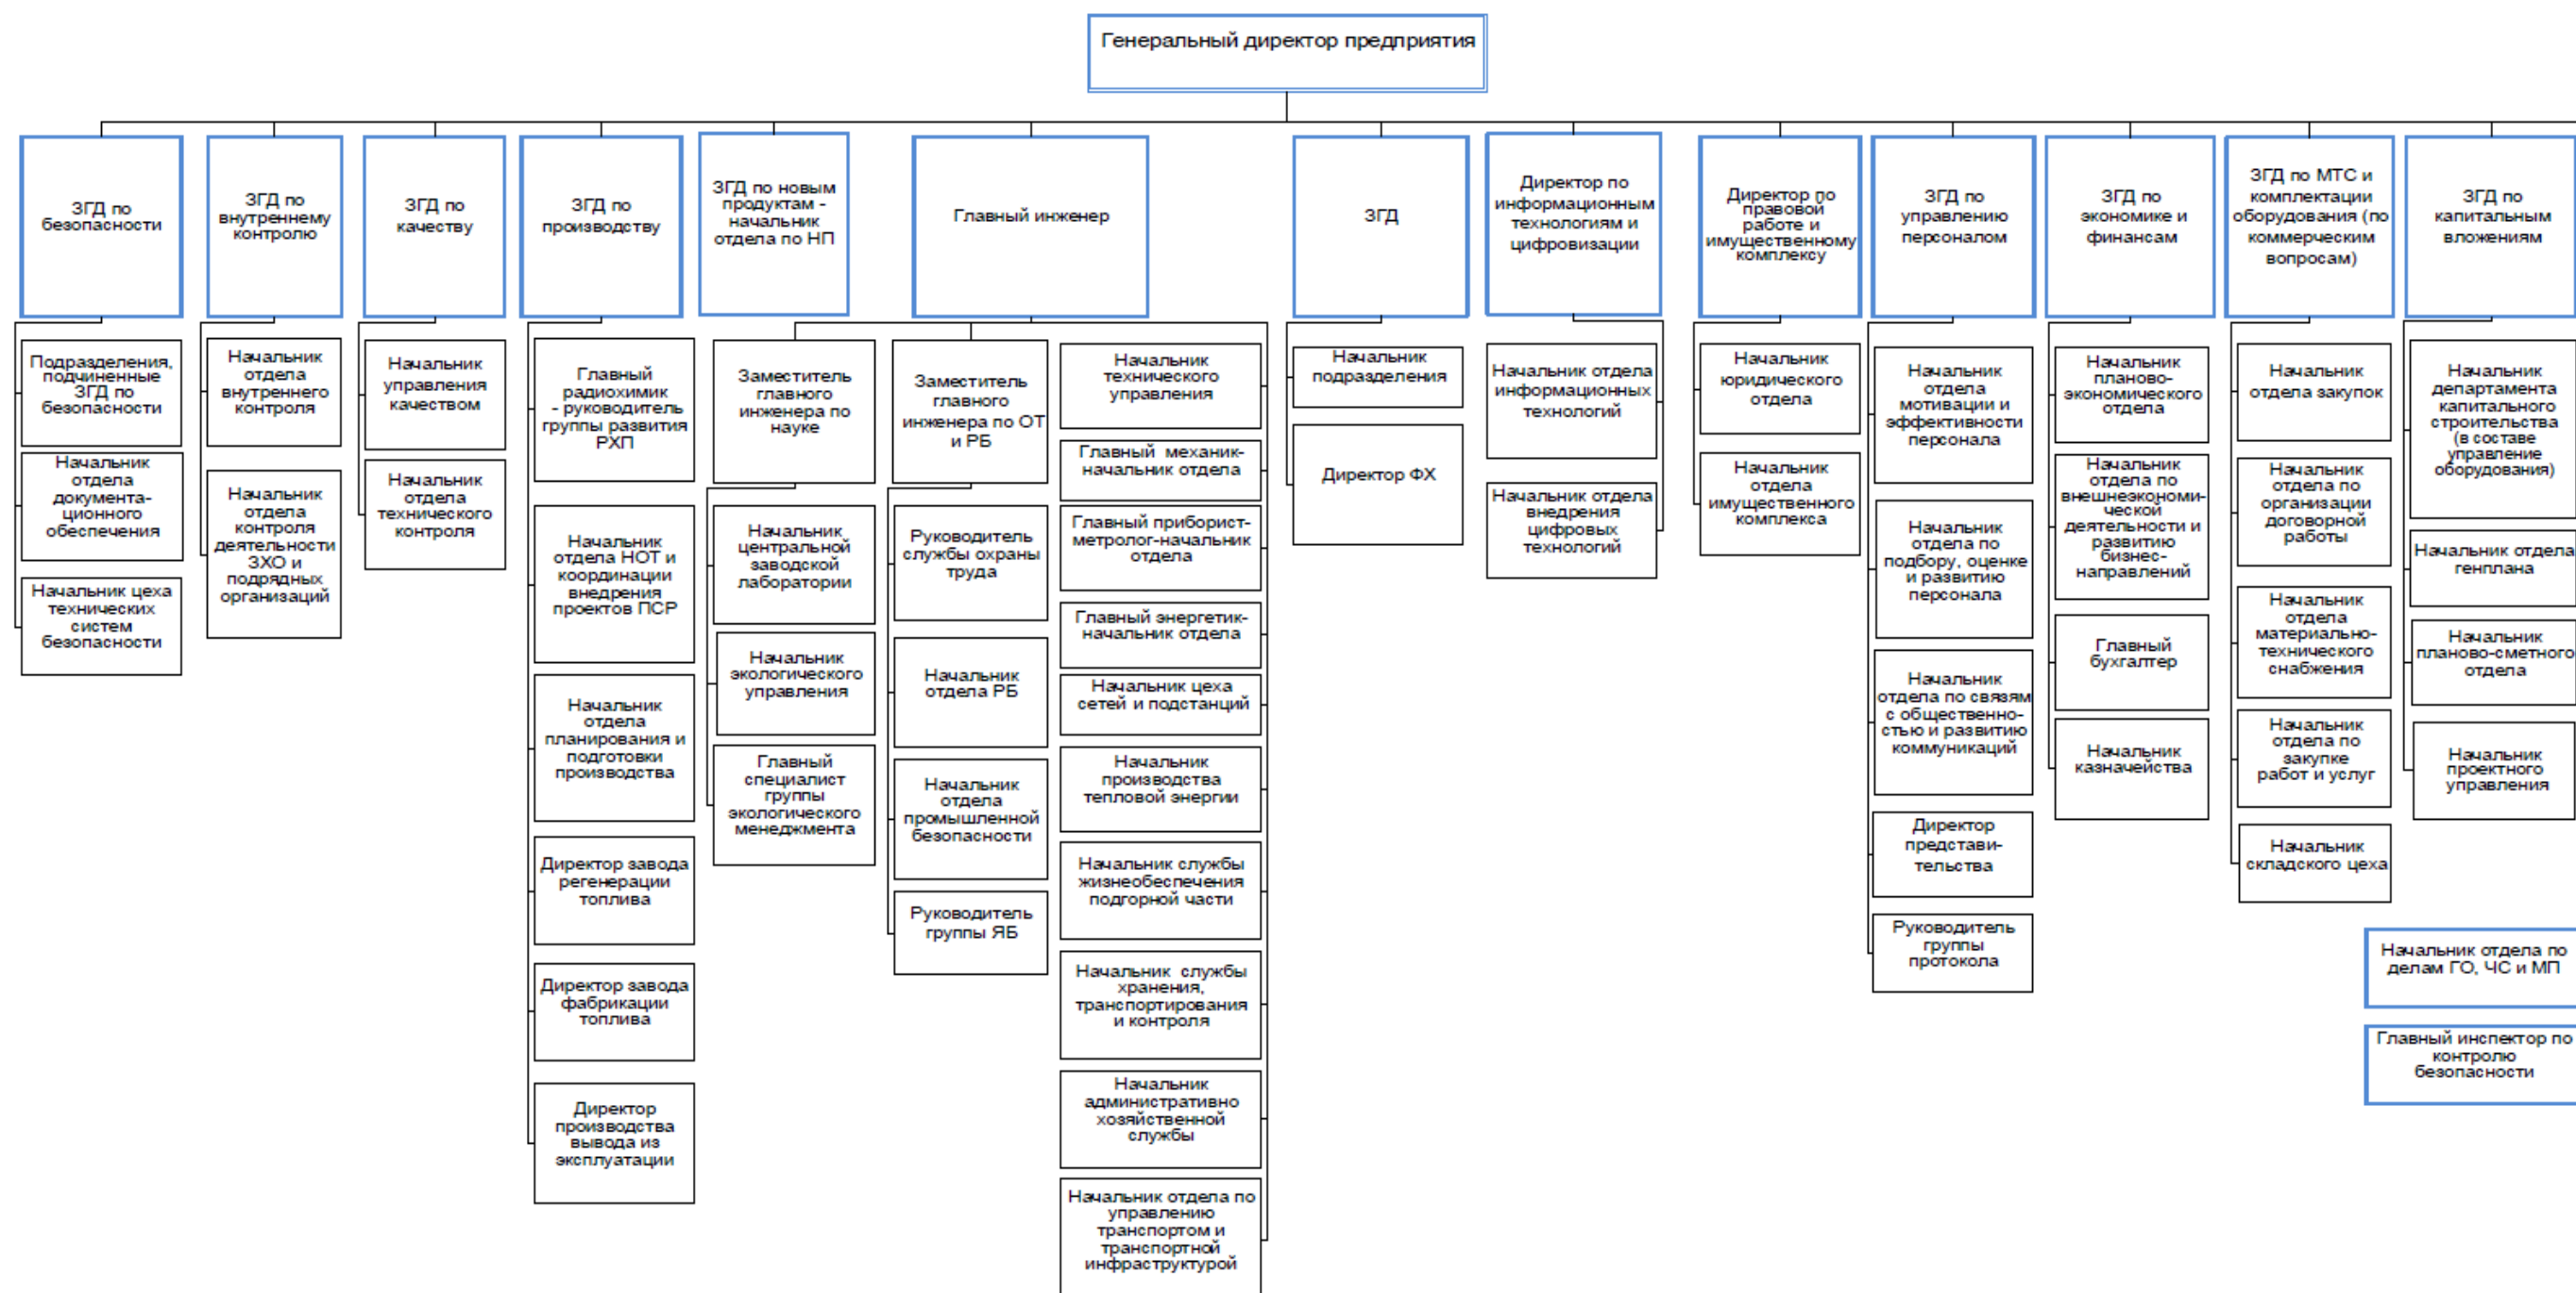 Генеральный директор предприятия
ЗГД по
безопасности
ЗГД по
внутреннему
контролю
ЗГД по
качеству
ЗГД по
производству
ЗГД по новым
продуктам -
начальник
отдела по НП
Главный инженер
ЗГД
Директор по
информационным
технологиям и
цифровизации
Директор по
правовой
работе и
имущественному
комплексу
ЗГД по
управлению
персоналом
ЗГД по
экономике и
финансам
ЗГД по МТС и
комплектации
оборудования (по
коммерческим
вопросам)
ЗГД по
капитальным
вложениям
Подразделения,
подчиненные
ЗГД по
безопасности
Начальник
отдела
документа-
ционного
обеспечения
Начальник цеха
технических
систем
безопасности
Начальник
отдела
внутреннего
контроля
Начальник
отдела
контроля
деятельности
ЗХО и
подрядных
организаций
Начальник
управления
качеством
Начальник
отдела
технического
контроля
Главный
радиохимик
- руководитель
группы развития
РХП
Начальник
отдела НОТ и
координации
внедрения
проектов ПСР
Начальник
отдела
планирования и
подготовки
производства
Директор завода
регенерации
топлива
Директор завода
фабрикации
топлива
Директор
производства
вывода из
эксплуатации
Заместитель
главного
инженера по
науке
Начальник
центральной
заводской
лаборатории
Начальник
экологического
управления
Главный
специалист
группы
экологического
менеджмента
Заместитель
главного
инженера по ОТ
и РБ
Руководитель
службы охраны
труда
Начальник
отдела РБ
Начальник
отдела
промышленной
безопасности
Руководитель
группы ЯБ
Начальник
технического
управления
Главный механик-
начальник отдела
Главный приборист-
метролог-начальник
отдела
Главный энергетик-
начальник отдела
Начальник цеха
сетей и подстанций
Начальник
производства
тепловой энергии
Начальник службы
жизнеобеспечения
подгорной части
Начальник службы
хранения,
транспортирования
и контроля
Начальник
административно
хозяйственной
службы
Начальник отдела по
управлению
транспортом и
транспортной
инфраструктурой
Начальник
подразделения
Директор ФХ
Начальник отдела
информационных
технологий
Начальник отдела
внедрения
цифровых
технологий
Начальник
юридического
отдела
Начальник
отдела
имущественного
комплекса
Начальник
отдела
мотивации и
эффективности
персонала
Начальник
отдела по
подбору, оценке
и развитию
персонала
Начальник
отдела по связям
с общественно-
стью и развитию
коммуникаций
Директор
представи-
тельства
Руководитель
группы
протокола
Начальник
планово-
экономического
отдела
Начальник
отдела по
внешнеэкономи-
ческой
деятельности и
развитию
бизнес-
направлений
Главный
бухгалтер
Начальник
казначейства
Начальник
отдела закупок
Начальник
отдела по
организации
договорной
работы
Начальник
отдела
материально-
технического
снабжения
Начальник
отдела по
закупке
работ и услуг
Начальник
складского цеха
Начальник
департамента
капитального
строительства
(в составе
управление
оборудования)
Начальник отдела
генплана
Начальник
планово-сметного
отдела
Начальник
проектного
управления
Начальник отдела по
делам ГО, ЧС и МП
Главный инспектор по
контролю
безопасности